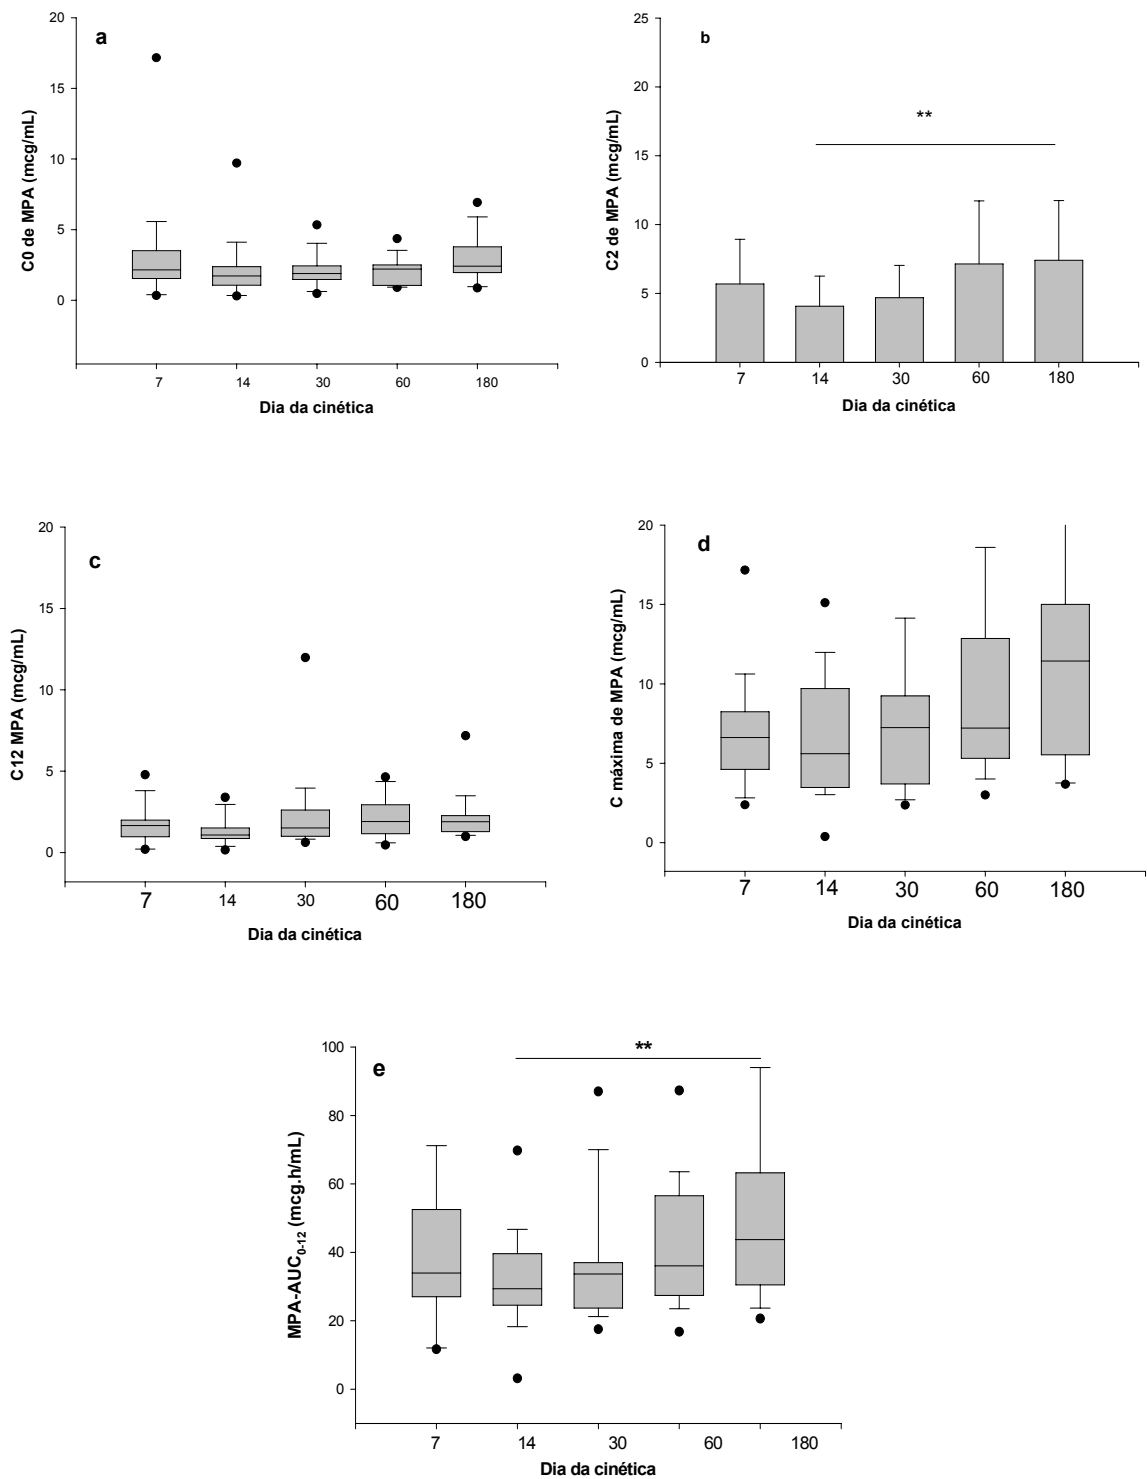 a
C0 de MPA (mcg/mL)
20
15
10
5
0
7 14 30 60 180
Dia da cinética
b
C2 de MPA (mcg/mL)
25
20
15
10
5
0
**
7 14 30 60 180
Dia da cinética
c
C12 MPA (mcg/mL)
20
15
10
5
0
7 14 30 60 180
Dia da cinética
d
C máxima de MPA (mcg/mL)
20
15
10
5
0
7 14 30 60 180
Dia da cinética
e
MPA-AUC0-12 (mcg.h/mL)
100
80
60
40
20
0
**
7 14 30 60 180
Dia da cinética